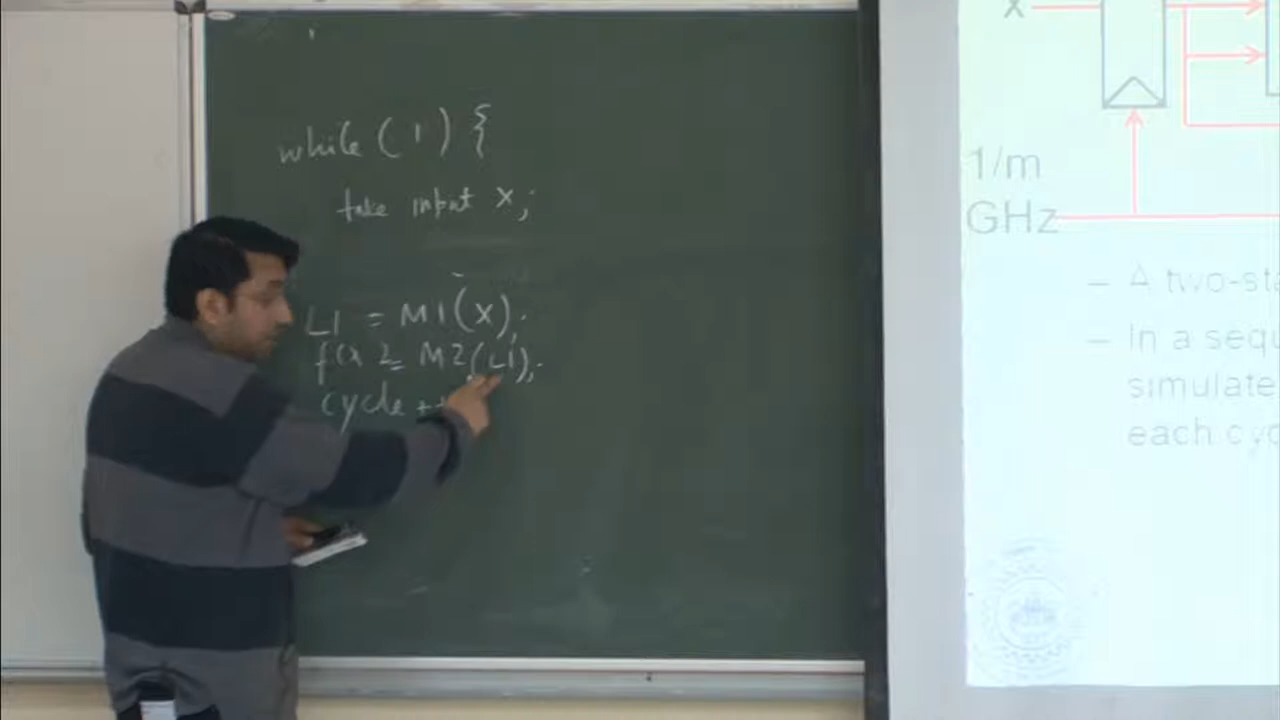 while (1) {
take input x;
L1 = M1(x);
f(x) = M2(L1);
cycle ++
X
1/m
GHz
– A two-sta
– In a sequ
simulate
each cyc